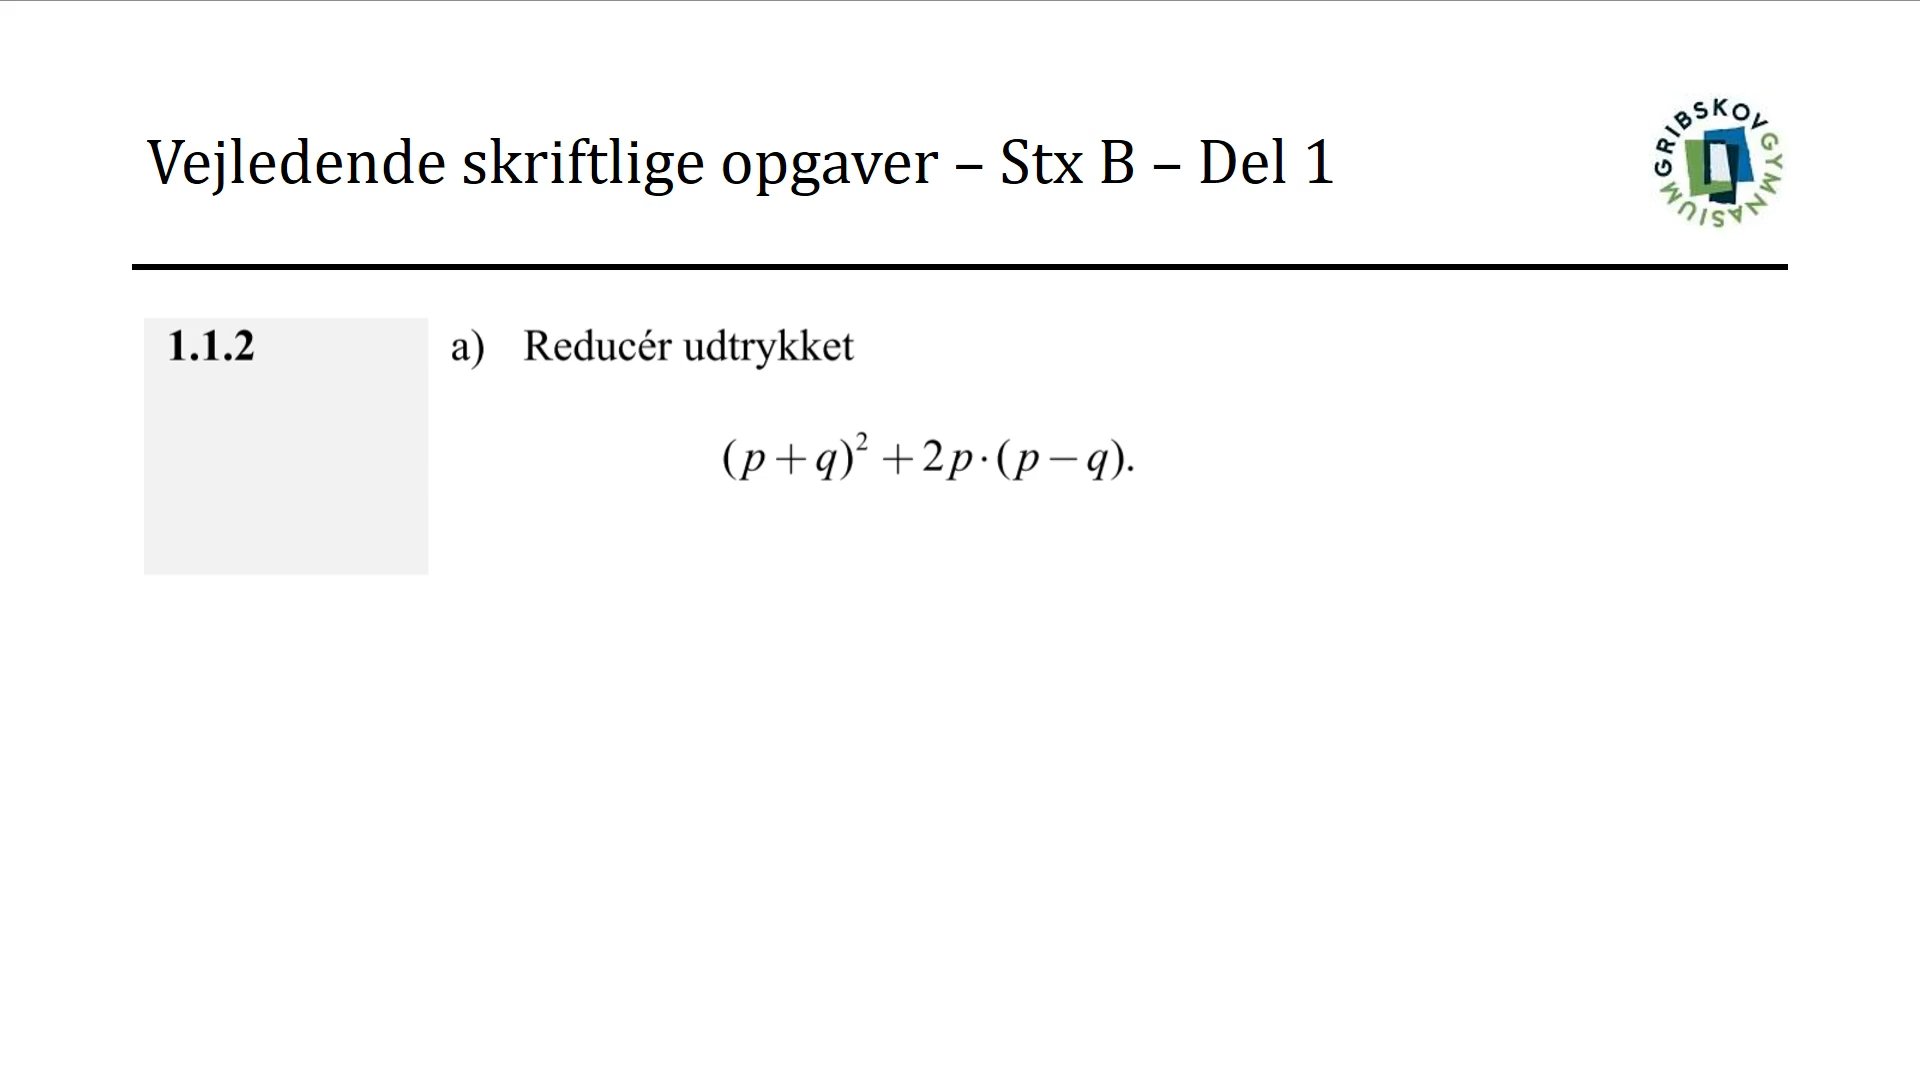 Vejledende skriftlige opgaver – Stx B – Del 1
GRIBSKOV GYMNASIUM
1.1.2
a) Reducér udtrykket
(p+q)² +2p·(p−q).